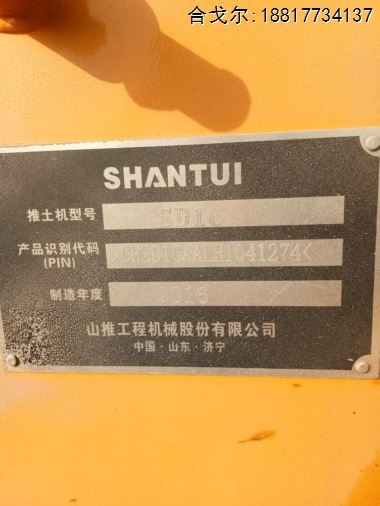 合戈尔:18817734137
SHANTUI
推土机型号 SD16
产品识别代码 (PIN) CHSD16AALH1041274<
制造年度 2016
山推工程机械股份有限公司
中国·山东·济宁